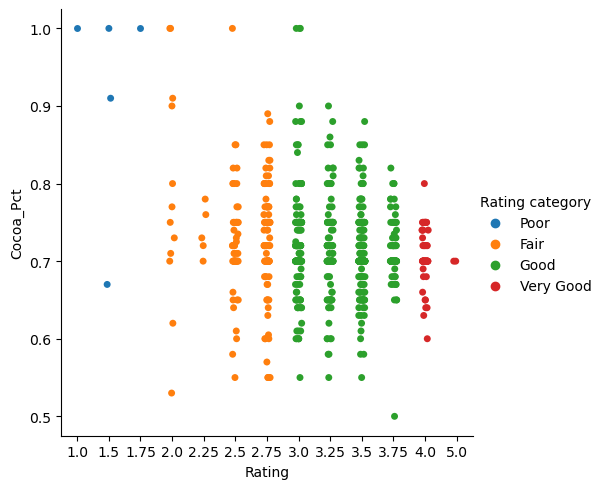 1.0
0.9
0.8
0.7
0.6
0.5
Cocoa_Pct
1.0 1.5 1.75 2.0 2.25 2.5 2.75 3.0 3.25 3.5 3.75 4.0 5.0
Rating
Rating category
Poor
Fair
Good
Very Good